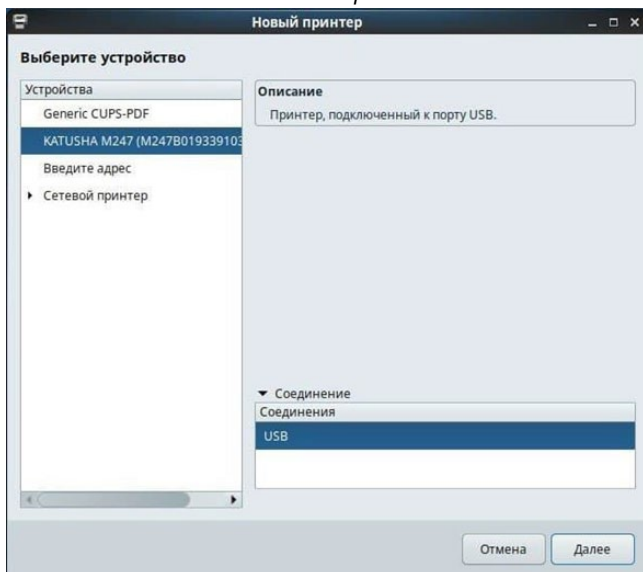 Новый принтер
Выберите устройство
Устройства
Generic CUPS-PDF
KATUSHA M247 (M247B019339103
Введите адрес
Сетевой принтер
Описание
Принтер, подключенный к порту USB.
Соединение
Соединения
USB
Отмена
Далее